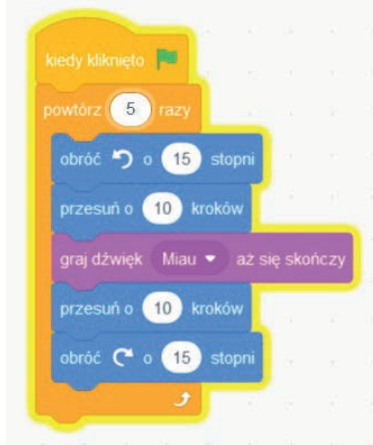 kiedy kliknięto
powtórz 5 razy
obróć o 15 stopni
przesuń o 10 kroków
graj dźwięk Miau aż się skończy
przesuń o 10 kroków
obróć o 15 stopni